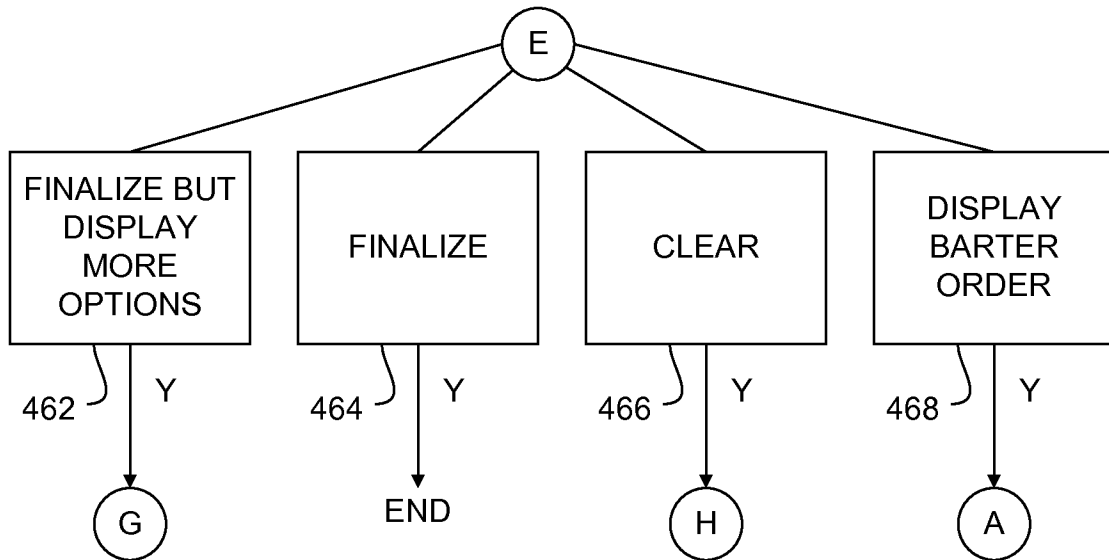 E
FINALIZE BUT
DISPLAY
MORE
OPTIONS
FINALIZE
CLEAR
DISPLAY
BARTER
ORDER
462
Y
464
Y
466
Y
468
Y
G
END
H
A